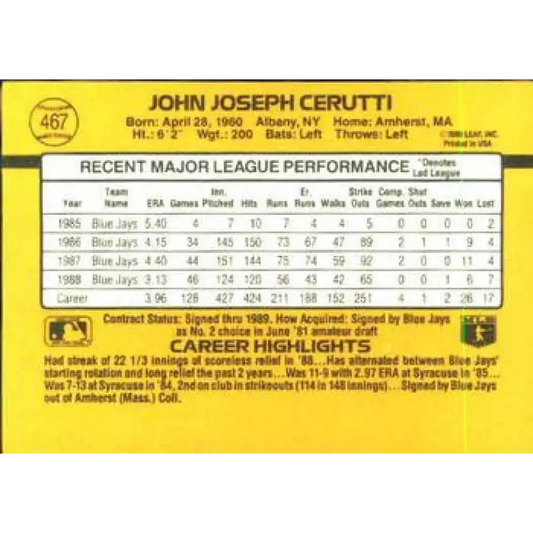 467
JOHN JOSEPH CERUTTI
Born: April 28, 1960 Albany, NY Home: Amherst, MA
Ht.: 6'2" Wgt.: 200 Bats: Left Throws: Left
LEAF, INC.
Printed in USA
RECENT MAJOR LEAGUE PERFORMANCE *Denotes Led League
Year Team Name ERA Games Inn. Pitched Hits Runs Er. Runs Walks Strike Outs Comp. Games Shut Outs Save Won Lost
1985 Blue Jays 5.40 4 7 10 7 4 4 5 0 0 0 0 2
1986 Blue Jays 4.15 34 145 150 73 67 47 89 2 1 1 9 4
1987 Blue Jays 4.40 44 151 144 75 74 59 92 2 0 0 11 4
1988 Blue Jays 3.13 46 124 120 56 43 42 65 0 0 1 6 7
Career 3.96 128 427 424 211 188 152 251 4 1 2 26 17
Contract Status: Signed thru 1989. How Acquired: Signed by Blue Jays
as No. 2 choice in June '81 amateur draft
CAREER HIGHLIGHTS
Had streak of 22 1/3 innings of scoreless relief in '88...Has alternated between Blue Jays'
starting rotation and long relief the past 2 years...Was 11-9 with 2.97 ERA at Syracuse in '85...
Was 7-13 at Syracuse in '84, 2nd on club in strikeouts (114 in 148 innings)...Signed by Blue Jays
out of Amherst (Mass.) Coll.